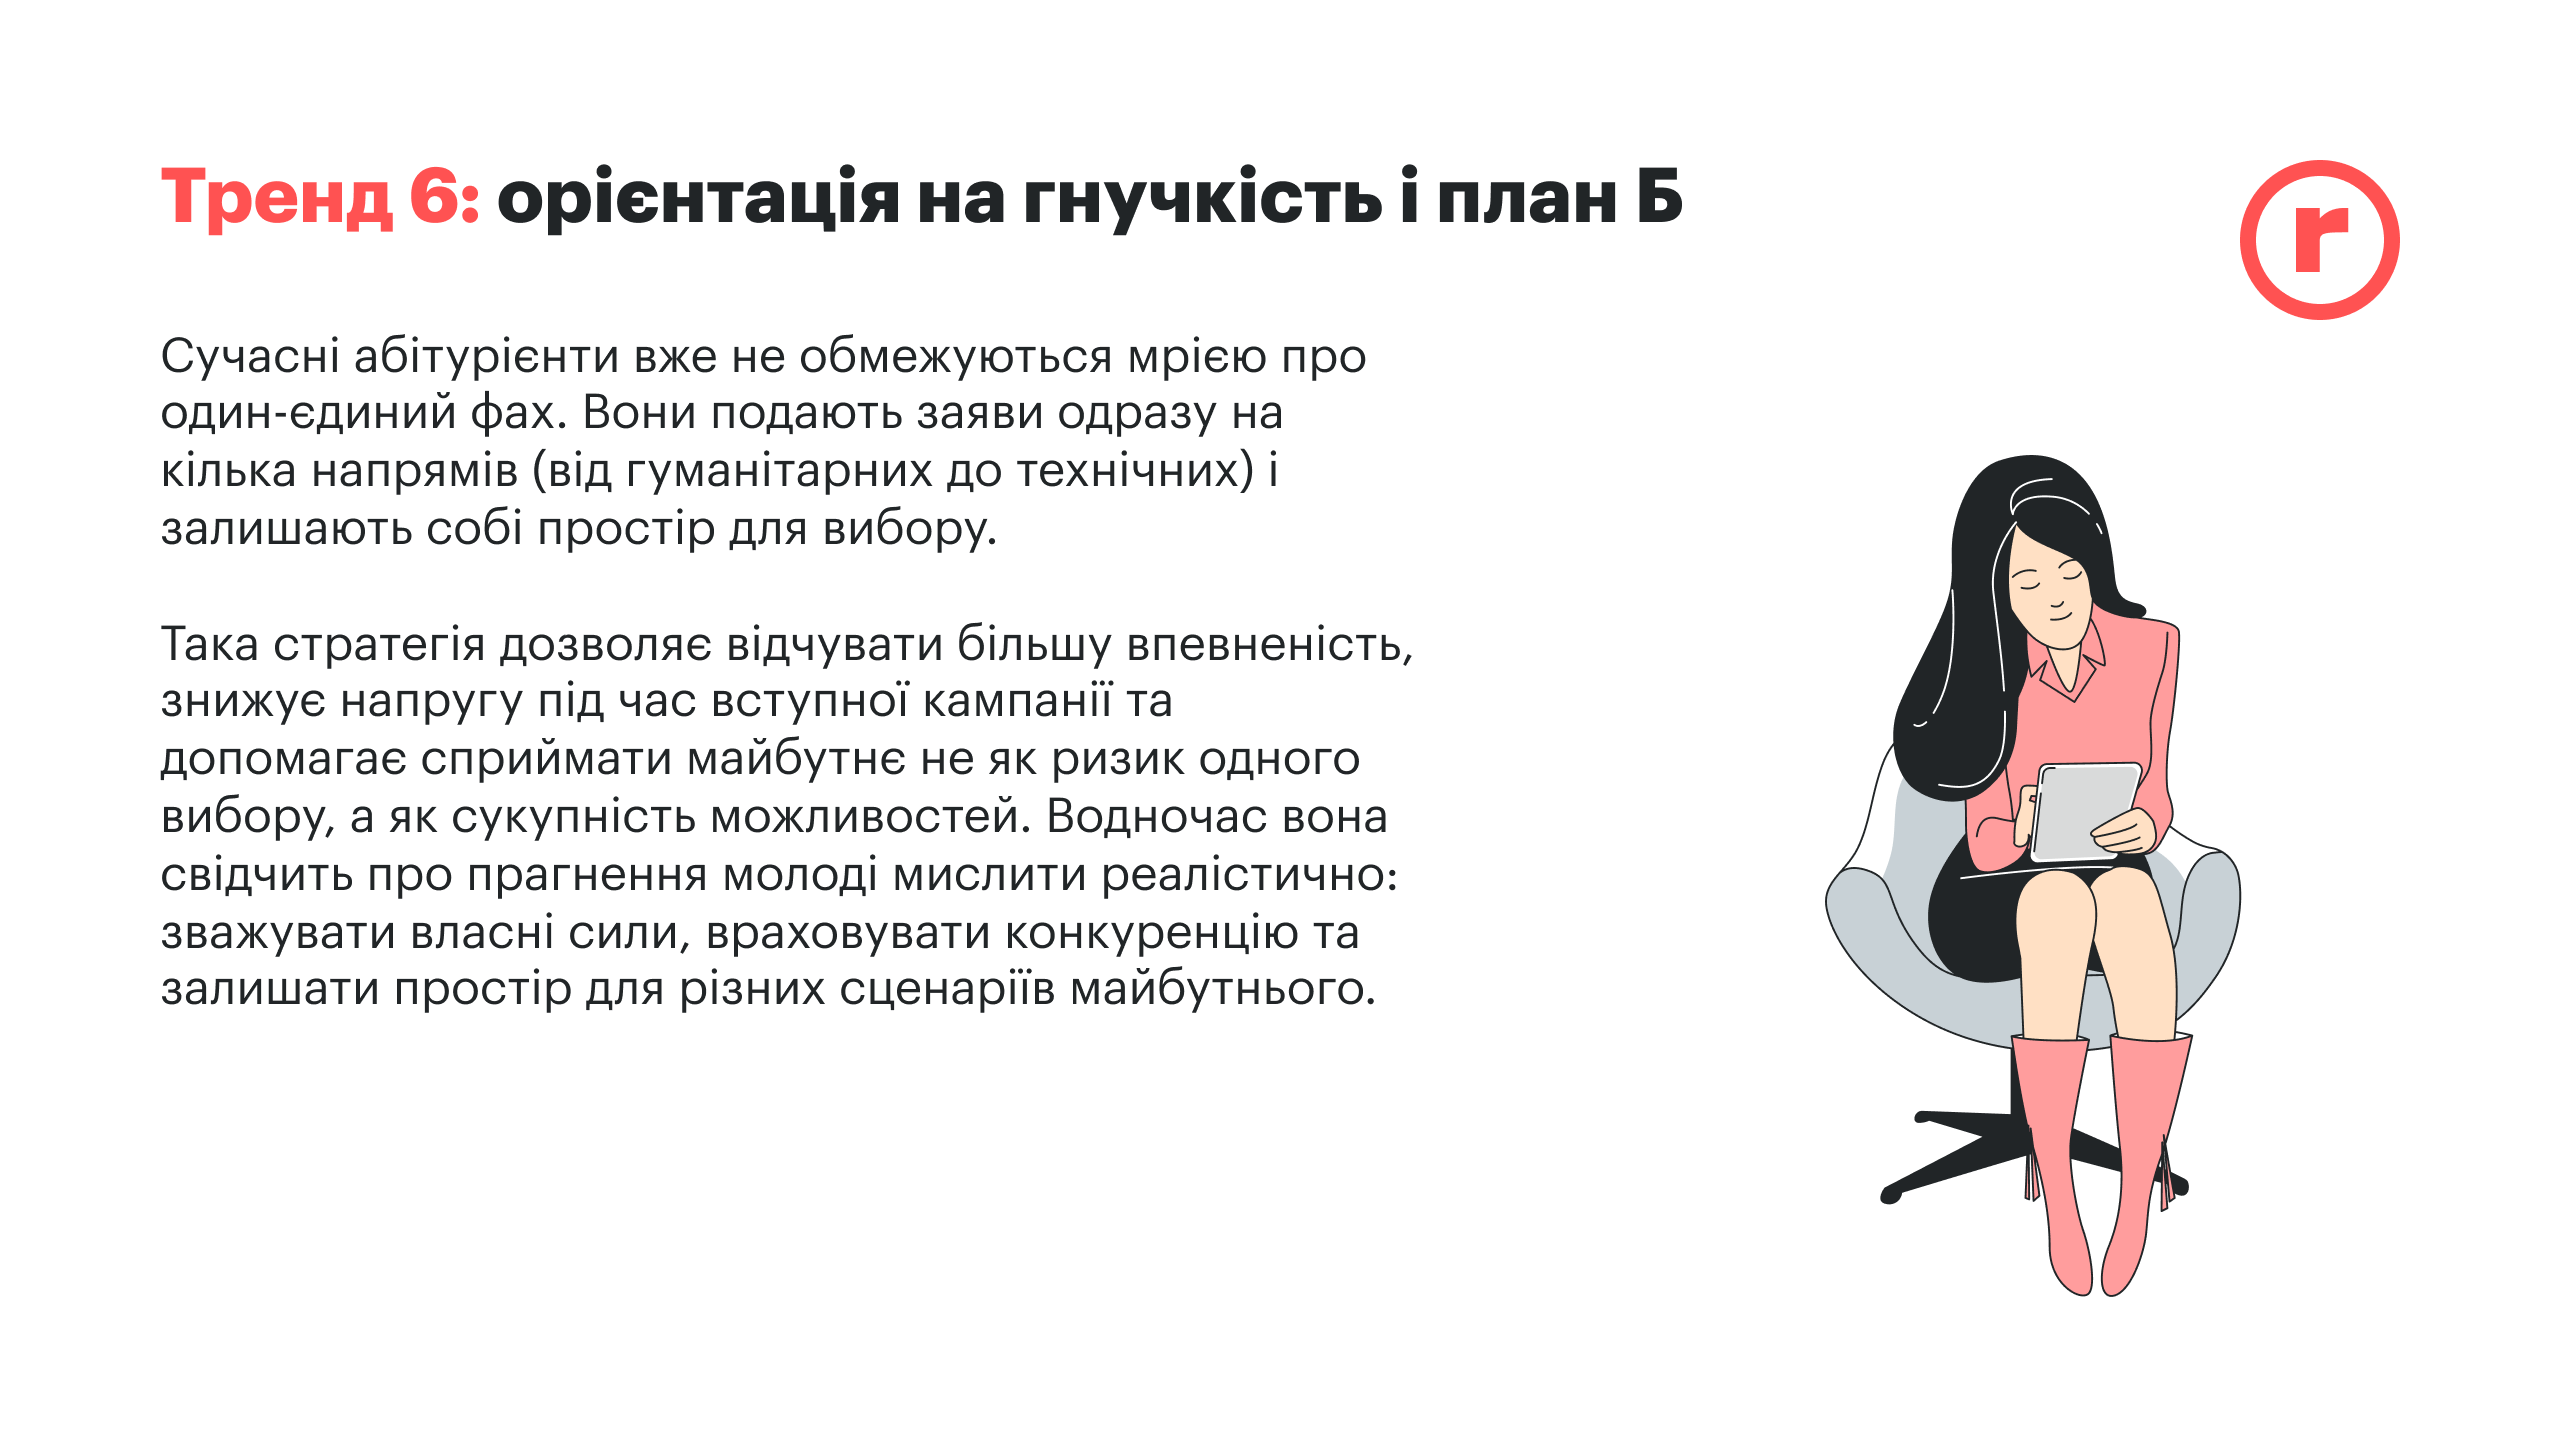 Тренд 6: орієнтація на гнучкість і план Б
r
Сучасні абітурієнти вже не обмежуються мрією про
один-єдиний фах. Вони подають заяви одразу на
кілька напрямів (від гуманітарних до технічних) і
залишають собі простір для вибору.
Така стратегія дозволяє відчувати більшу впевненість,
знижує напругу під час вступної кампанії та
допомагає сприймати майбутнє не як ризик одного
вибору, а як сукупність можливостей. Водночас вона
свідчить про прагнення молоді мислити реалістично:
зважувати власні сили, враховувати конкуренцію та
залишати простір для різних сценаріїв майбутнього.